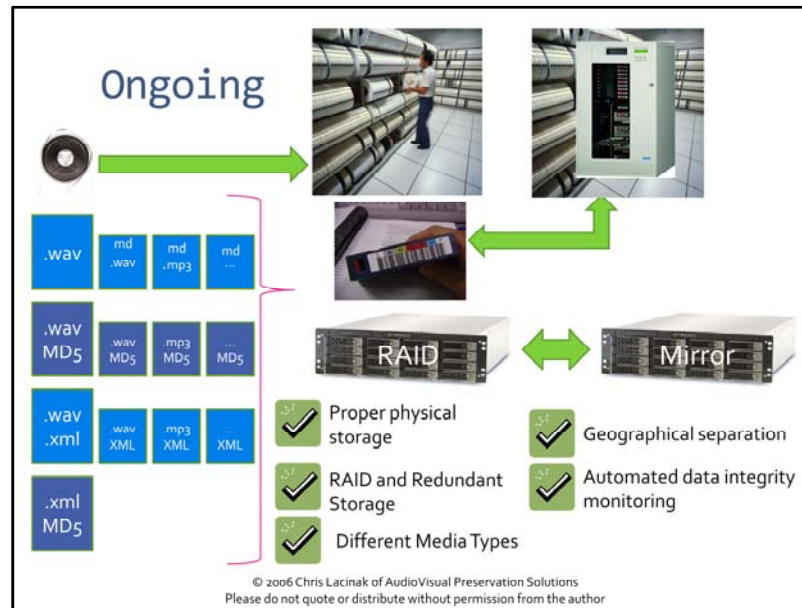 Ongoing
.wav
md
.wav
md
.mp3
md
...
.wav
MD5
.wav
MD5
.mp3
MD5
...
MD5
.wav
.xml
.wav
XML
.mp3
XML
...
XML
.xml
MD5
RAID
Mirror
Proper physical
storage
RAID and Redundant
Storage
Different Media Types
Geographical separation
Automated data integrity
monitoring
© 2006 Chris Lacinak of AudioVisual Preservation Solutions
Please do not quote or distribute without permission from the author